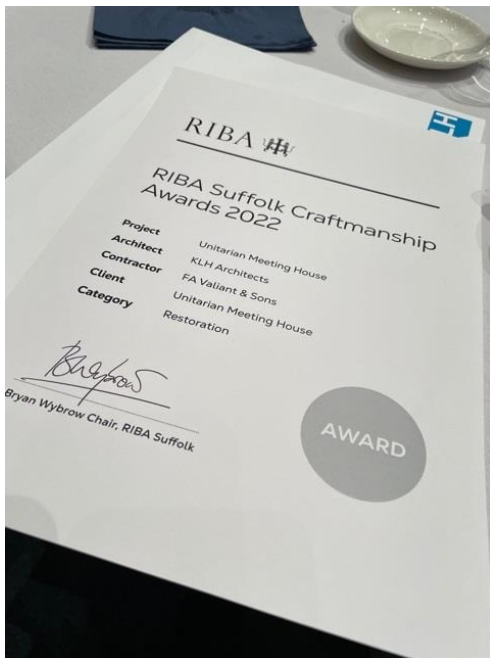 RIBA
RIBA Suffolk Craftmanship
Awards 2022
Project Unitarian Meeting House
Architect KLH Architects
Contractor FA Valiant & Sons
Client Unitarian Meeting House
Category Restoration
Bryan Wybrow Chair, RIBA Suffolk
AWARD